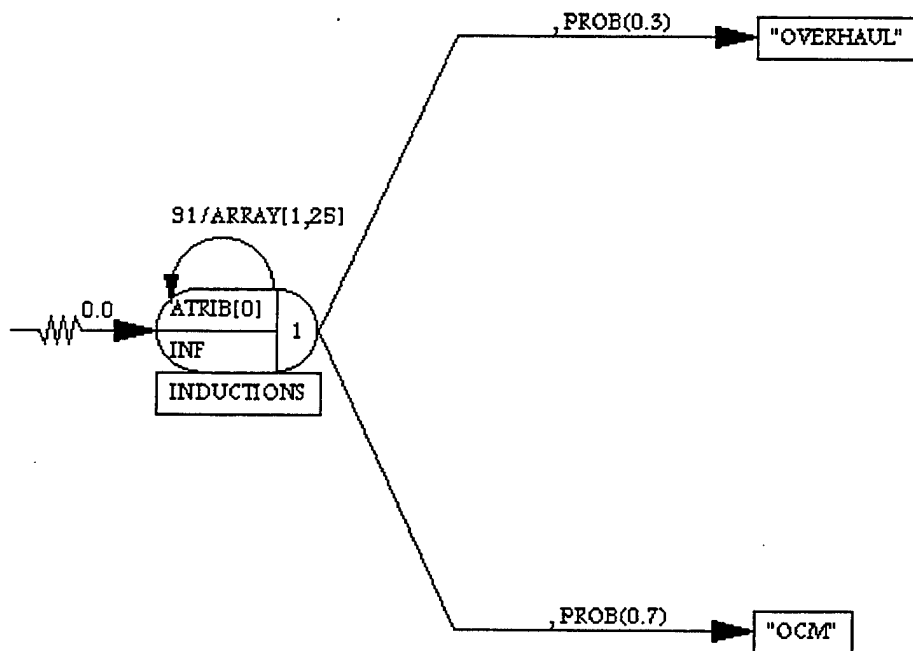 , PROB(0.3)
"OVERHAUL"
91/ARRAY[1,25]
0.0
ATRIB[0]
1
INF
INDUCTIONS
, PROB(0.7)
"OCM"